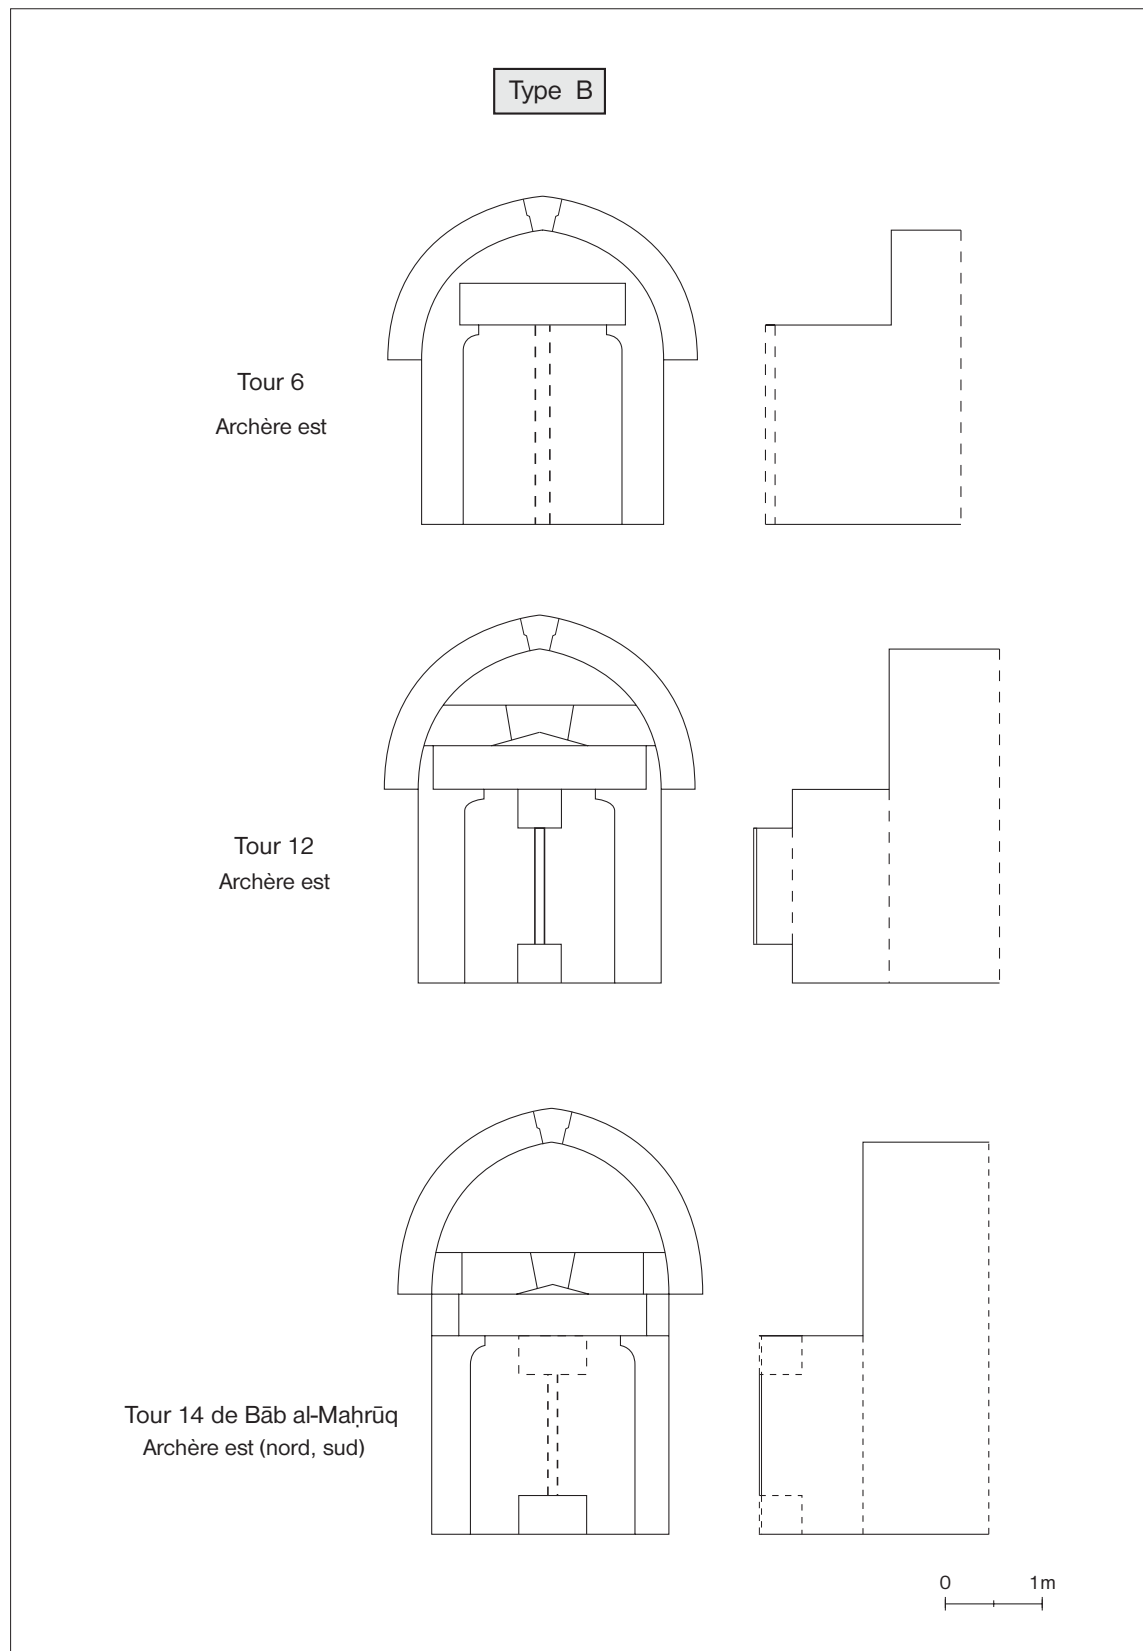 Type B
Tour 6
Archère est
Tour 12
Archère est
Tour 14 de Bāb al-Maḥrūq
Archère est (nord, sud)
0 1m